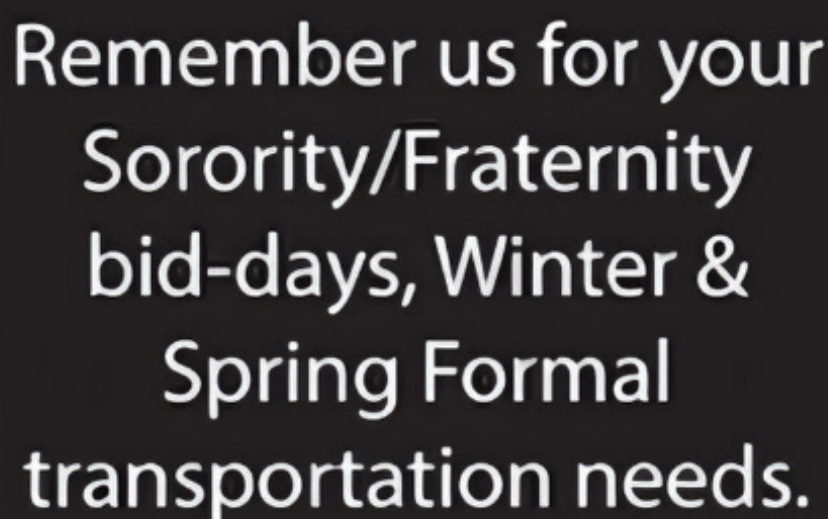 Remember us for your
Sorority/Fraternity
bid-days, Winter &
Spring Formal
transportation needs.